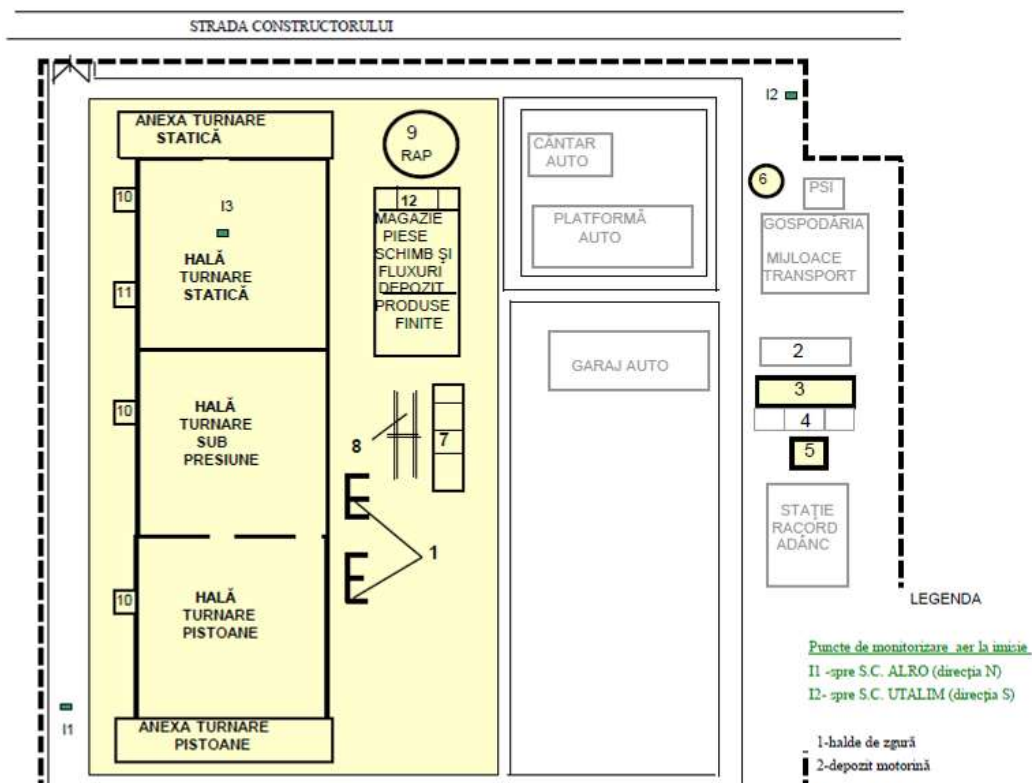 STRADA CONSTRUCTORULUI
I2
ANEXA TURNARE
STATICĂ
9
RAP
CĂNTAR
AUTO
6
PSI
10
I3
12
MAGAZIE
PIESE
SCHIMB ŞI
FLUXURI
DEPOZIT
PRODUSE
FINITE
PLATFORMĂ
AUTO
GOSPODĂRIA
MIJLOACE
TRANSPORT
HALĂ
TURNARE
STATICĂ
11
GARAJ AUTO
2
3
4
5
10
HALĂ
TURNARE
SUB
PRESIUNE
8
7
STAŢIE
RACORD
ADÂNC
1
10
HALĂ
TURNARE
PISTOANE
I1
ANEXA TURNARE
PISTOANE
LEGENDA
Puncte de monitorizare aer la imisie
I1 -spre S.C. ALRO (direcția N)
I2- spre S.C. UTALIM (direcția S)
1-halde de zgură
2-depozit motorină